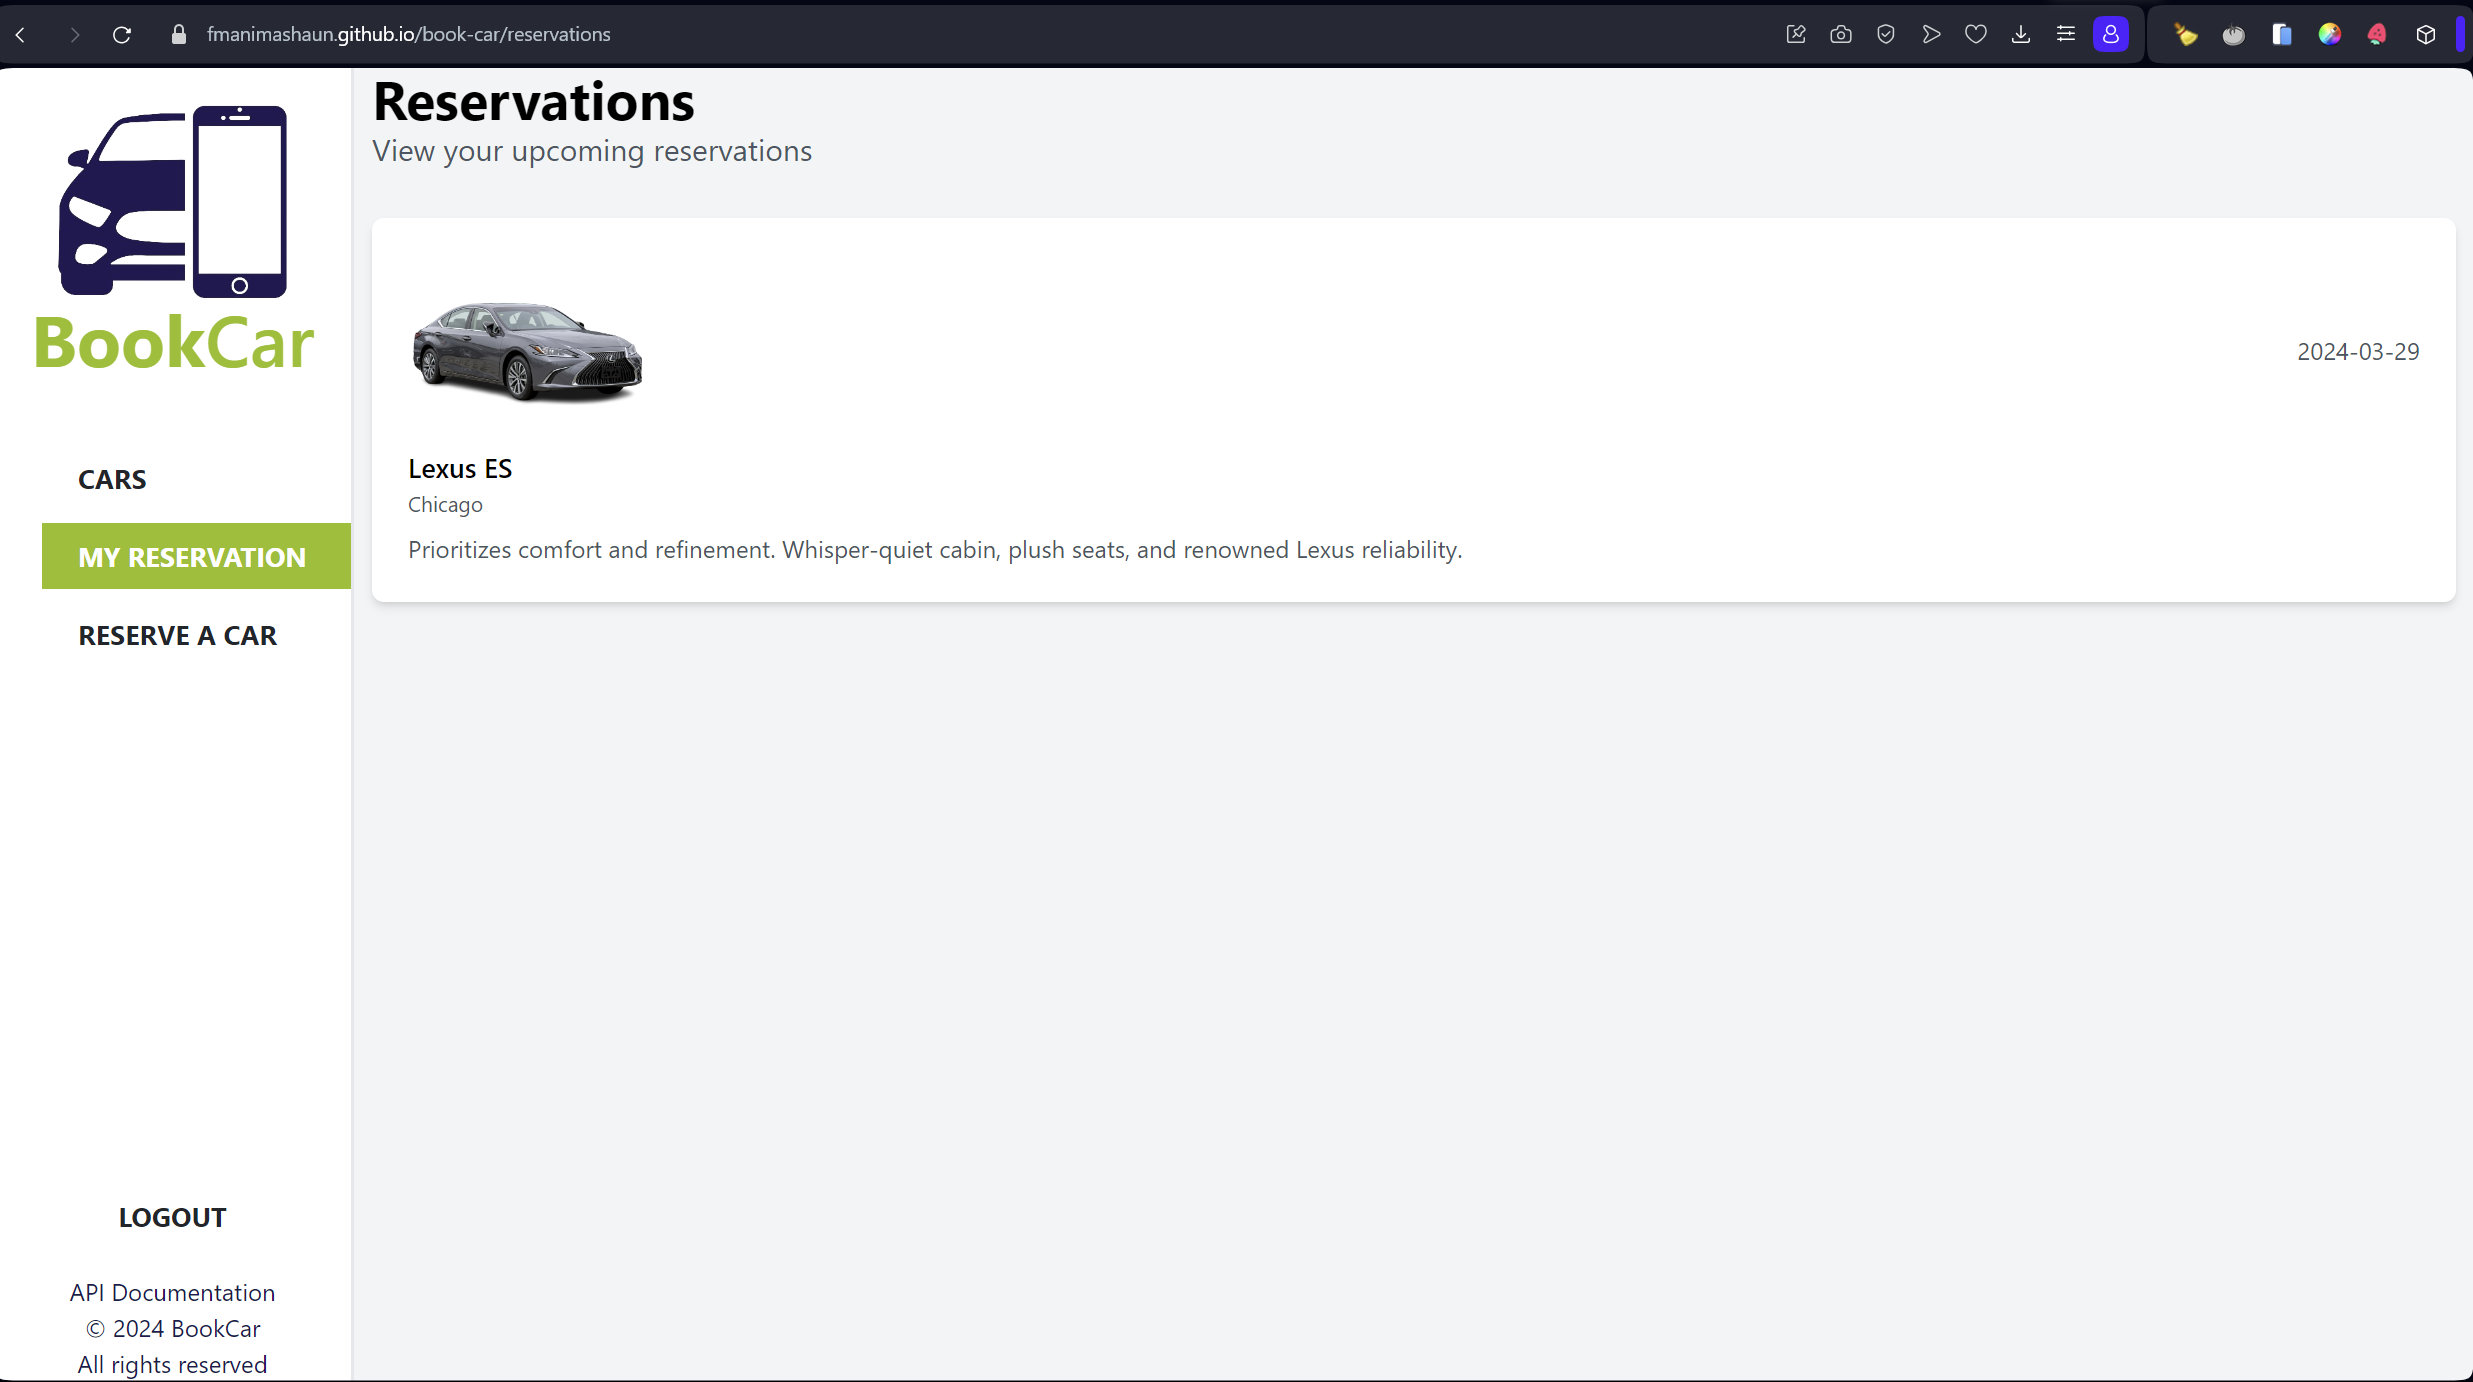 fmanimashaun.github.io/book-car/reservations
BookCar
CARS
MY RESERVATION
RESERVE A CAR
LOGOUT
API Documentation
© 2024 BookCar
All rights reserved
Reservations
View your upcoming reservations
2024-03-29
Lexus ES
Chicago
Prioritizes comfort and refinement. Whisper-quiet cabin, plush seats, and renowned Lexus reliability.